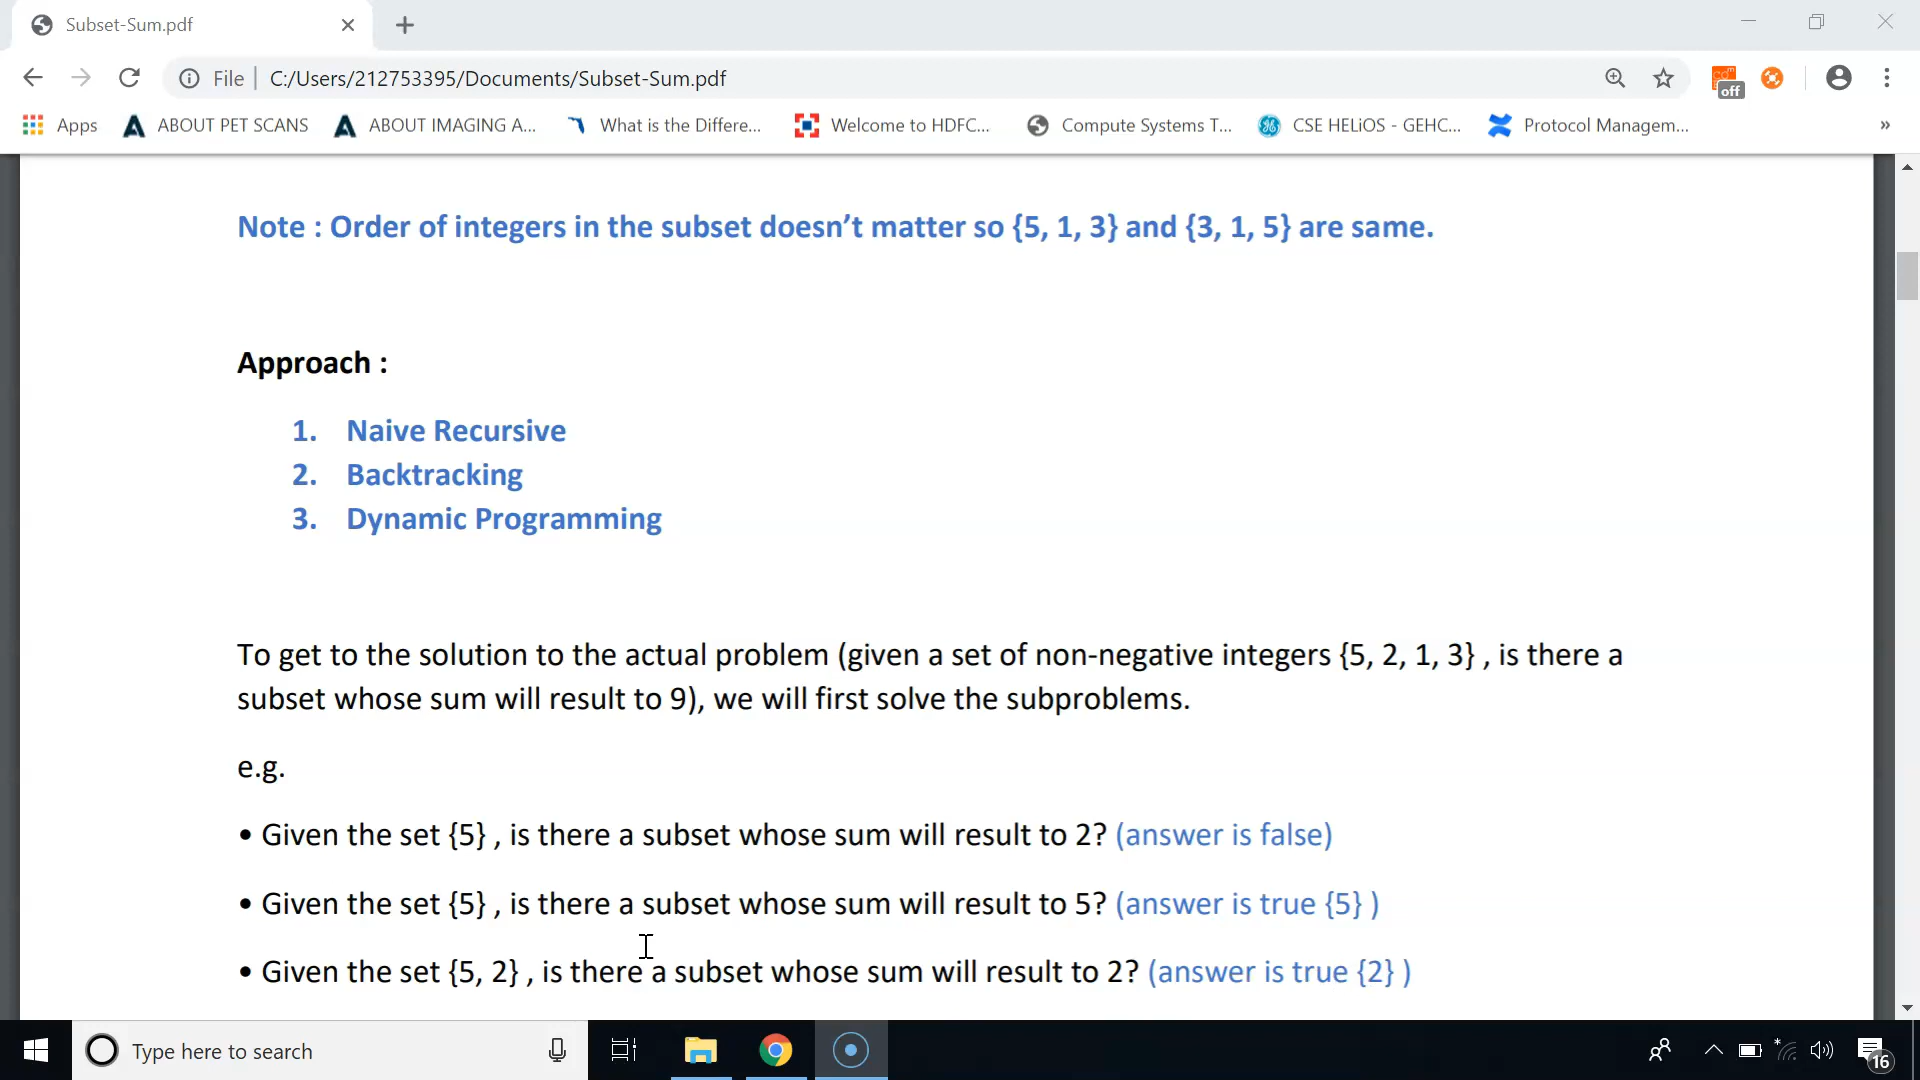 Subset-Sum.pdf
File | C:/Users/212753395/Documents/Subset-Sum.pdf
off
Apps ABOUT PET SCANS ABOUT IMAGING A... What is the Differe... Welcome to HDFC... Compute Systems T... CSE HELiOS - GEHC... Protocol Managem... »
Note : Order of integers in the subset doesn’t matter so {5, 1, 3} and {3, 1, 5} are same.
Approach :
1. Naive Recursive
2. Backtracking
3. Dynamic Programming
To get to the solution to the actual problem (given a set of non-negative integers {5, 2, 1, 3} , is there a
subset whose sum will result to 9), we will first solve the subproblems.
e.g.
• Given the set {5} , is there a subset whose sum will result to 2? (answer is false)
• Given the set {5} , is there a subset whose sum will result to 5? (answer is true {5} )
• Given the set {5, 2} , is there a subset whose sum will result to 2? (answer is true {2} )
Type here to search
16